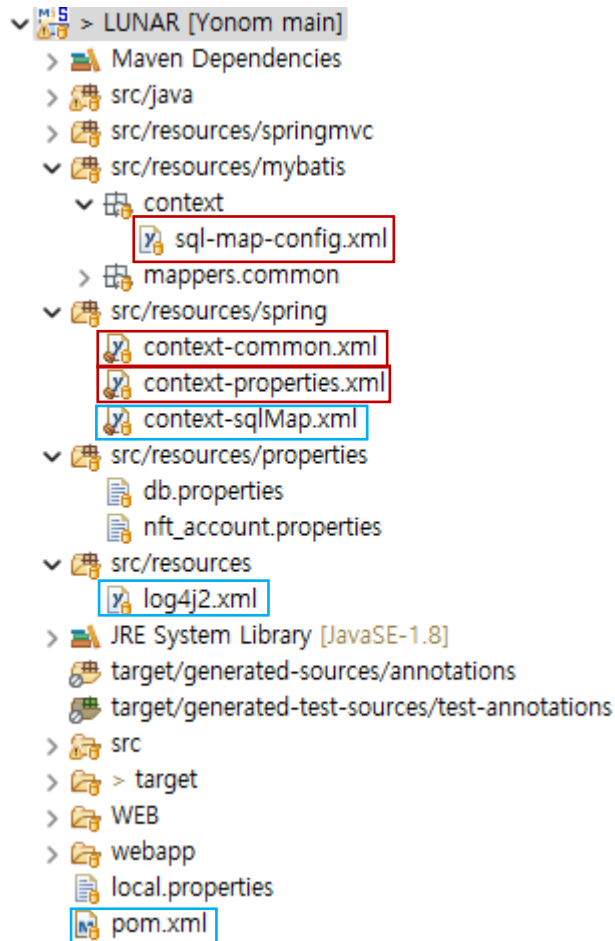 > LUNAR [Yonom main]
Maven Dependencies
src/java
src/resources/springmvc
src/resources/mybatis
context
sql-map-config.xml
mappers.common
src/resources/spring
context-common.xml
context-properties.xml
context-sqlMap.xml
src/resources/properties
db.properties
nft_account.properties
src/resources
log4j2.xml
JRE System Library [JavaSE-1.8]
target/generated-sources/annotations
target/generated-test-sources/test-annotations
src
> target
WEB
webapp
local.properties
pom.xml